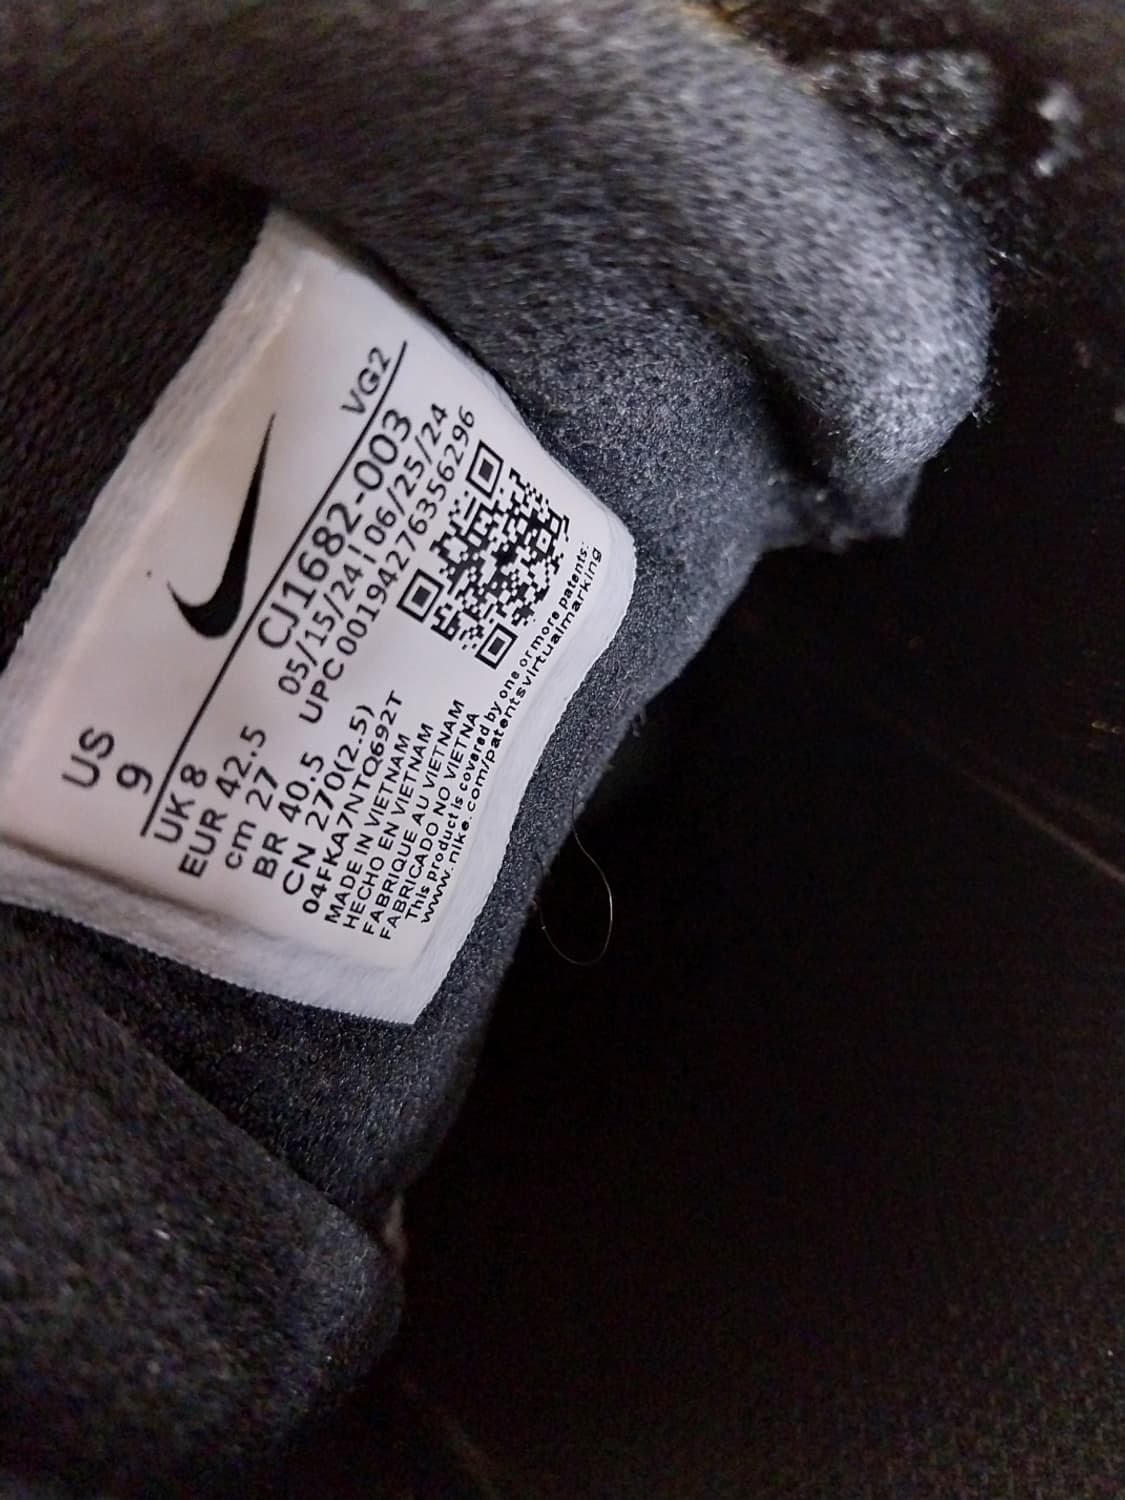 US
9
VG2
UK 8
EUR 42.5
cm 27
BR 40.5
CN 270(2.5)
CJ1682-003
05/15/24|06/25/24
UPC 00194276356296
04FKA7NTQ692T
MADE IN VIETNAM
HECHO EN VIETNAM
FABRIQUE AU VIETNAM
FABRICADO NO VIETNA
This product is covered by one or more patents:
www.nike.com/patentsvirtualmarking